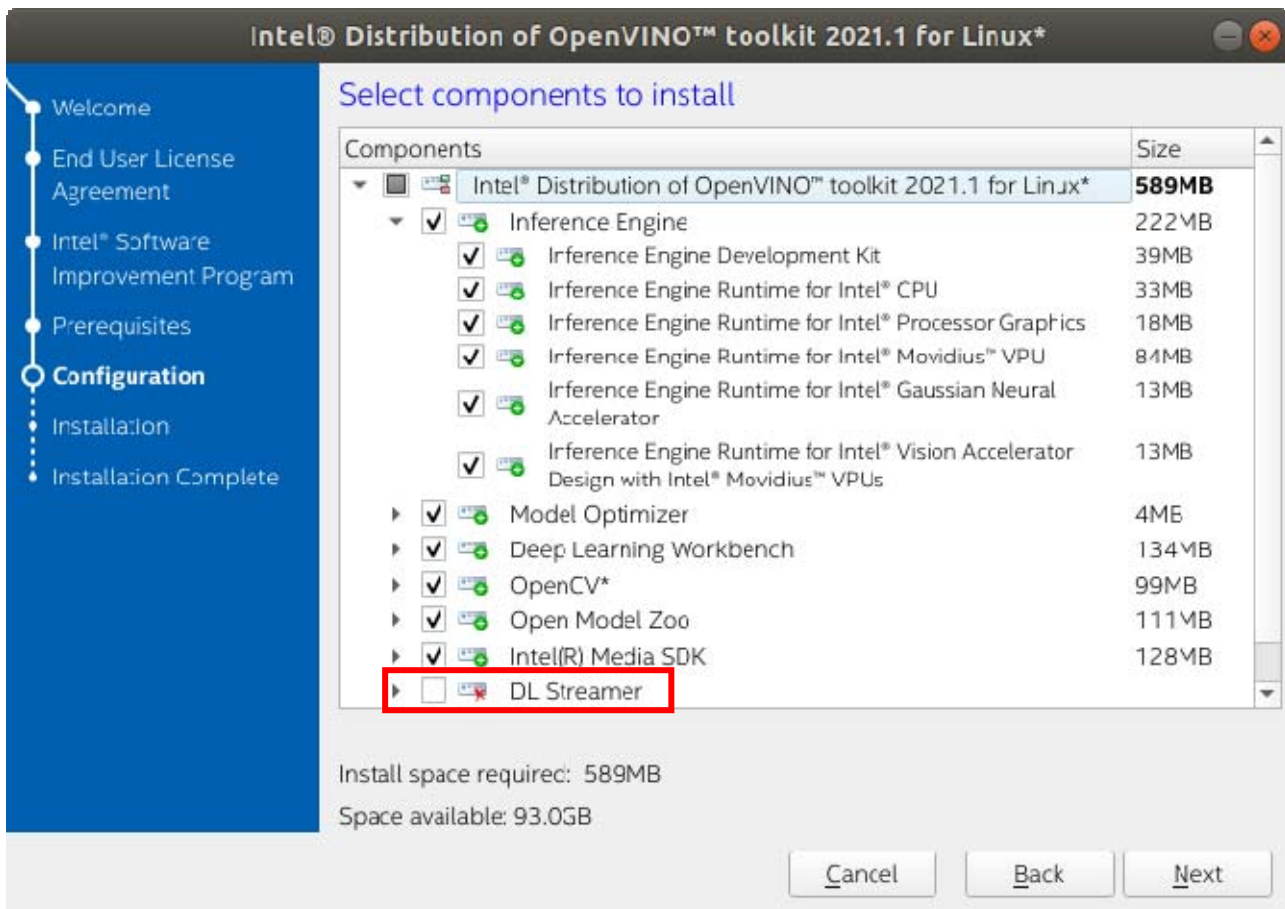 Intel® Distribution of OpenVINO™ toolkit 2021.1 for Linux*
Welcome
End User License
Agreement
Intel® Software
Improvement Program
Prerequisites
Configuration
Installation
Installation Complete
Select components to install
Components Size
Intel® Distribution of OpenVINO™ toolkit 2021.1 for Linux* 589MB
Inference Engine 222MB
Inference Engine Development Kit 39MB
Inference Engine Runtime for Intel® CPU 33MB
Inference Engine Runtime for Intel® Processor Graphics 18MB
Inference Engine Runtime for Intel® Movidius™ VPU 84MB
Inference Engine Runtime for Intel® Gaussian Neural 13MB
Accelerator
Inference Engine Runtime for Intel® Vision Accelerator 13MB
Design with Intel® Movidius™ VPUs
Model Optimizer 4MB
Deep Learning Workbench 134MB
OpenCV* 99MB
Open Model Zoo 111MB
Intel(R) Media SDK 128MB
DL Streamer
Install space required: 589MB
Space available: 93.0GB
Cancel Back Next